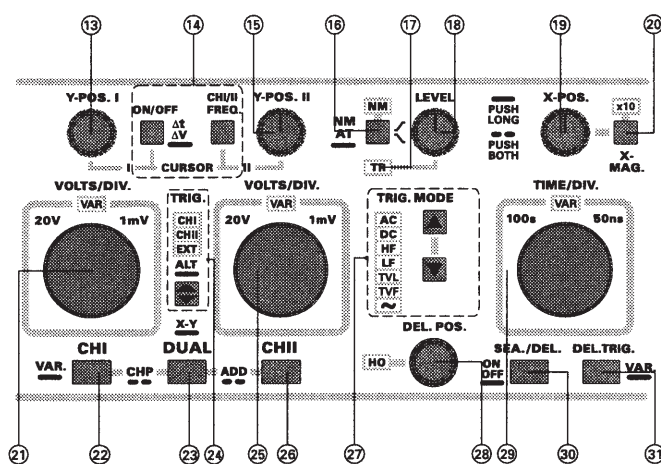 13 14 15 16 17 18 19 20
Y-POS. I
ON/OFF
Δt
ΔV
CHI/II
FREQ.
Y-POS. II
NM
AT
NM
LEVEL
PUSH
LONG
PUSH
BOTH
X-POS.
x10
X-
MAG.
I CURSOR II
TR
VOLTS/DIV.
VAR
20V 1mV
TRIG.
CHI
CHII
EXT
ALT
VOLTS/DIV.
VAR
20V 1mV
TRIG. MODE
AC
DC
HF
LF
TVL
TVF
~
TIME/DIV.
VAR
100s 50ns
X-Y
DEL. POS.
HO
VAR.
CHI
CHP
DUAL
ADD
CHII
ON
OFF
SEA./DEL.
DEL.TRIG.
VAR
21 22 23 24 25 26 27 28 29 30 31